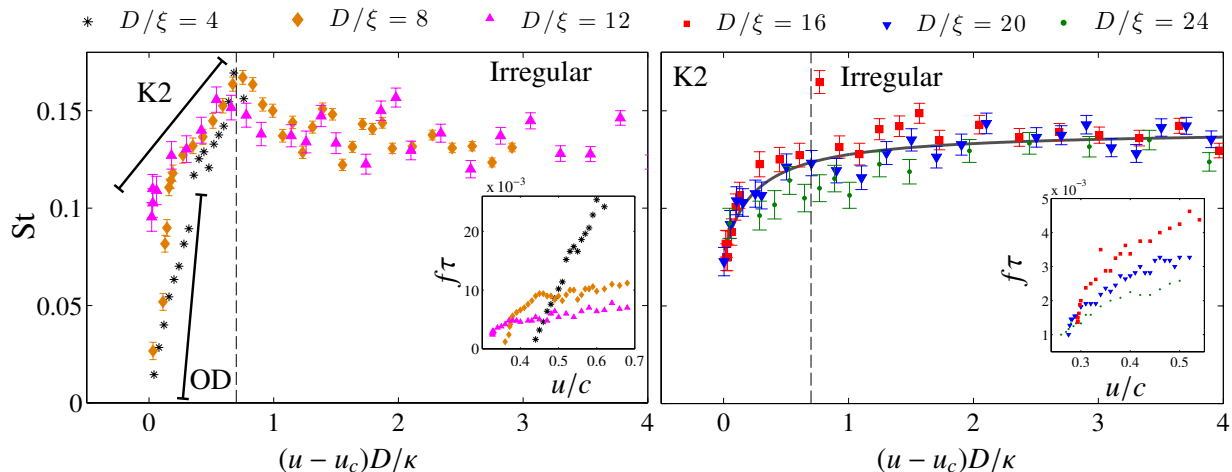 D/ξ = 4 D/ξ = 8 D/ξ = 12 D/ξ = 16 D/ξ = 20 D/ξ = 24
K2 Irregular K2 Irregular
0.15
0.1
St
0.05
0
OD
0 1 2 3 4
(u − u_c)D/κ
x 10⁻³
20
10
0
fτ
0.4 0.5 0.6 0.7
u/c
0 1 2 3 4
(u − u_c)D/κ
x 10⁻³
5
4
3
2
1
fτ
0.3 0.4 0.5
u/c